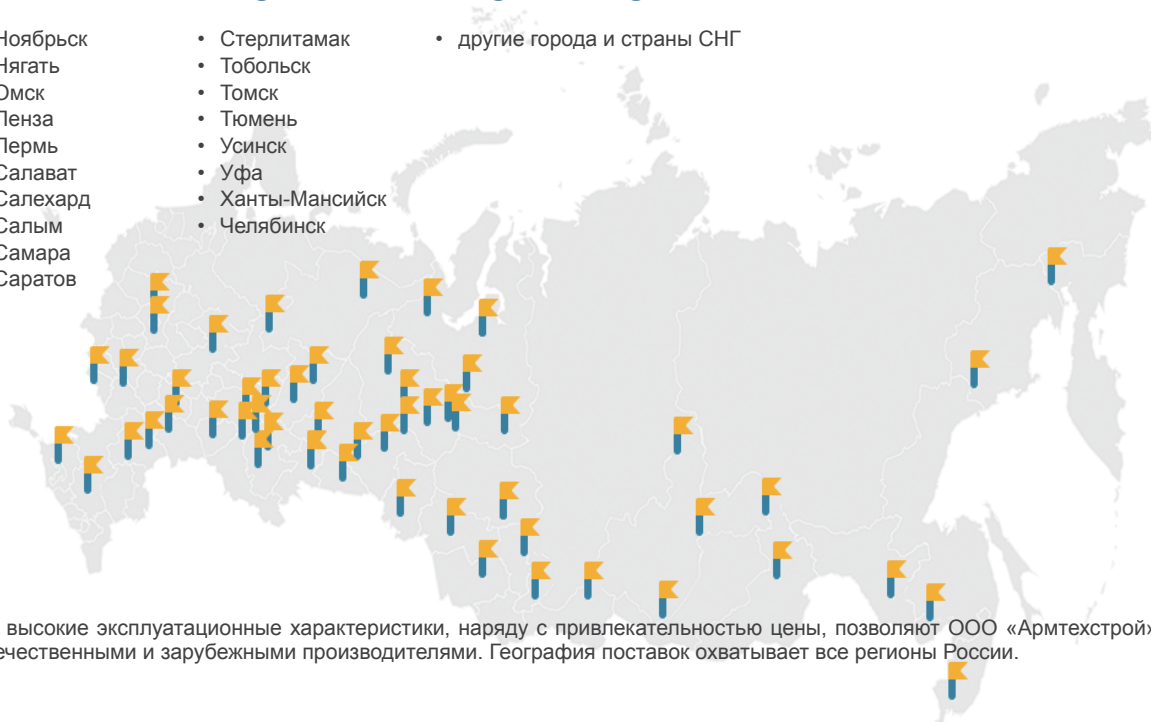 Ноябрьск
Нягать
Омск
Пенза
Пермь
Салават
Салехард
Салым
Самара
Саратов
• Стерлитамак
• Тобольск
• Томск
• Тюмень
• Усинск
• Уфа
• Ханты-Мансийск
• Челябинск
• другие города и страны СНГ
высокие эксплуатационные характеристики, наряду с привлекательностью цены, позволяют ООО «Армтехстрой»
ечественными и зарубежными производителями. География поставок охватывает все регионы России.